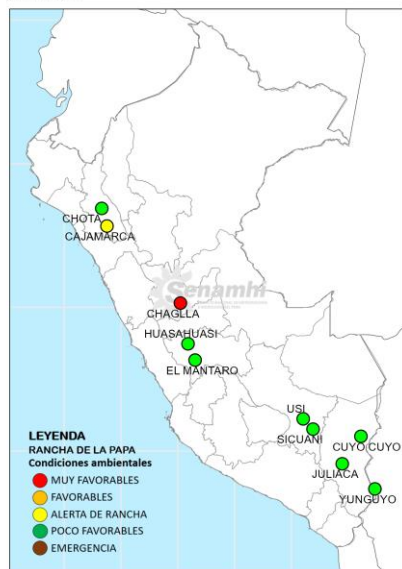 CHOTA
CAJAMARCA
Senamhi
CHAGLLA
HUASAHUASI
EL MANTARO
USI
SICUANI
CUYO CUYO
JULIACA
YUNGUYO
LEYENDA
RANCHA DE LA PAPA
Condiciones ambientales
MUY FAVORABLES
FAVORABLES
ALERTA DE RANCHA
POCO FAVORABLES
EMERGENCIA